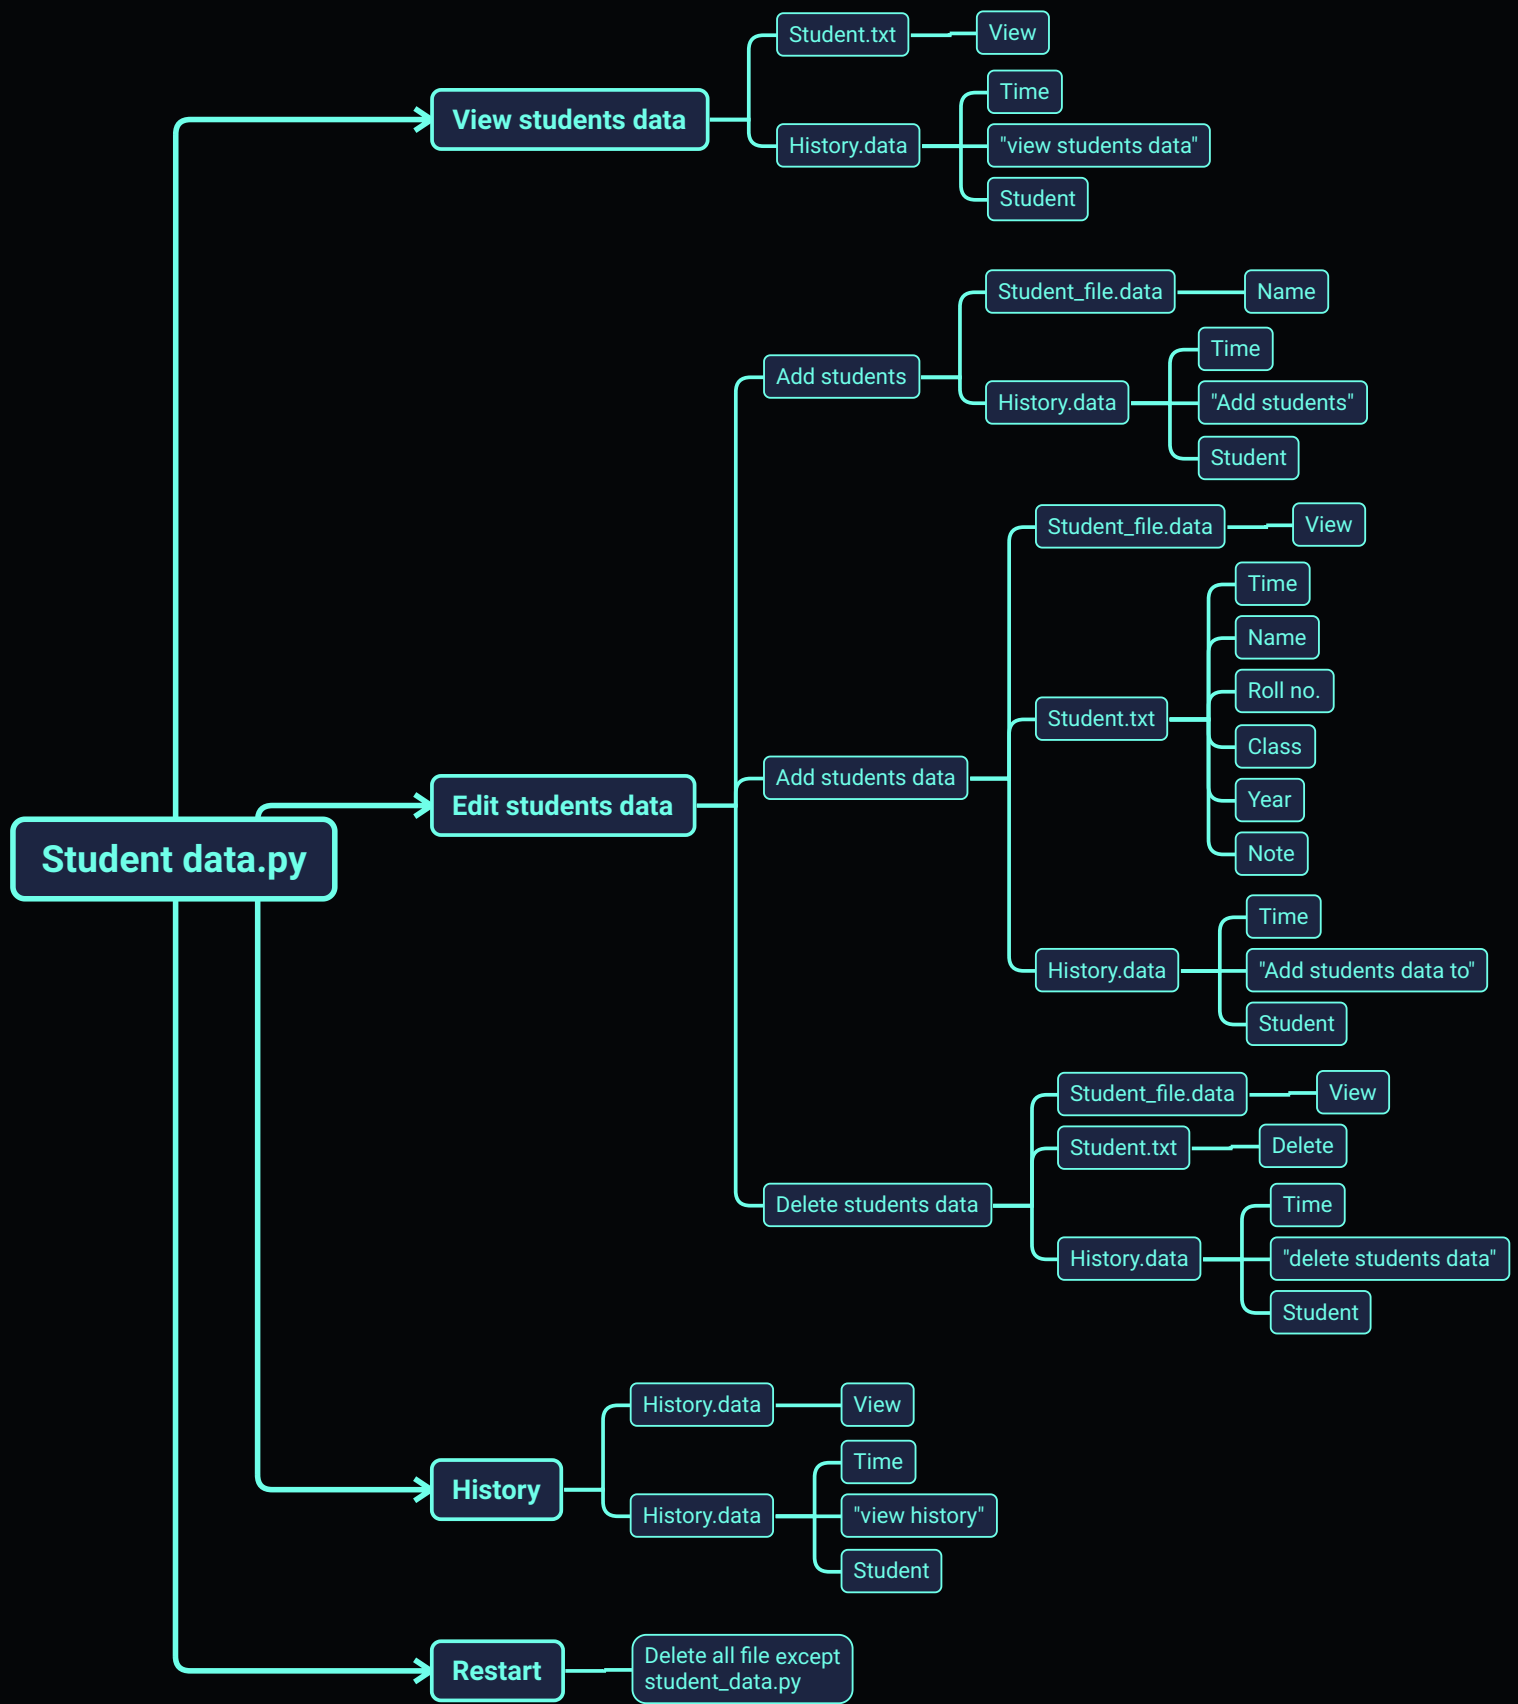 Student.txt
View
View students data
Time
History.data
"view students data"
Student
Student_file.data
Name
Add students
Time
History.data
"Add students"
Student
Student_file.data
View
Time
Name
Roll no.
Student.txt
Class
Year
Note
Add students data
Edit students data
Student data.py
Time
History.data
"Add students data to"
Student
Student_file.data
View
Student.txt
Delete
Delete students data
Time
History.data
"delete students data"
Student
History.data
View
History
Time
History.data
"view history"
Student
Restart
Delete all file except
student_data.py